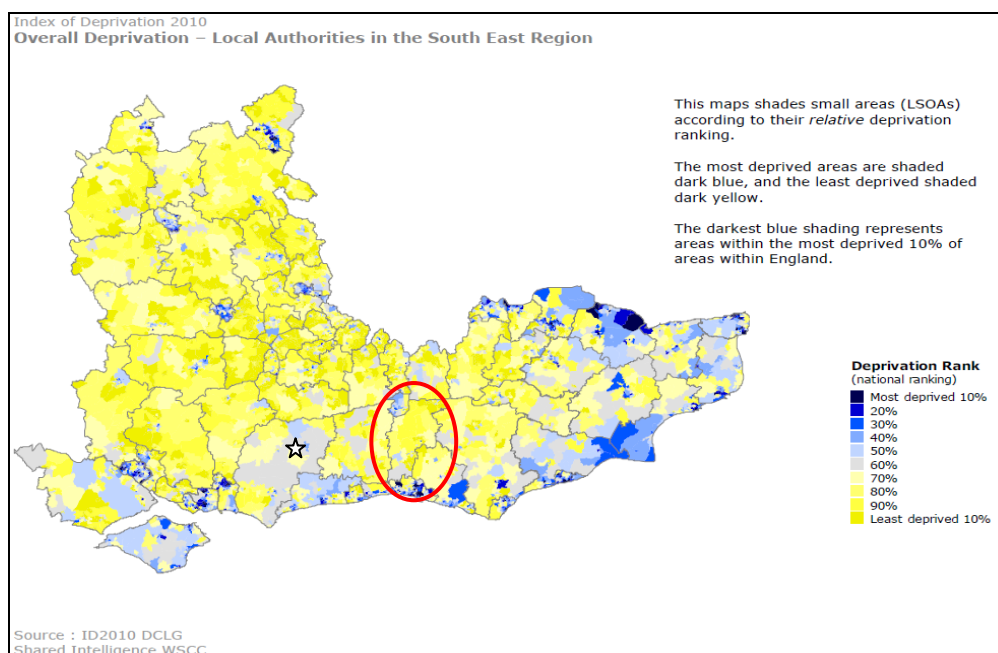 Index of Deprivation 2010
Overall Deprivation – Local Authorities in the South East Region
This maps shades small areas (LSOAs)
according to their relative deprivation
ranking.
The most deprived areas are shaded
dark blue, and the least deprived shaded
dark yellow.
The darkest blue shading represents
areas within the most deprived 10% of
areas within England.
Deprivation Rank
(national ranking)
Most deprived 10%
20%
30%
40%
50%
60%
70%
80%
90%
Least deprived 10%
Source : ID2010 DCLG
Shared Intelligence WSCC